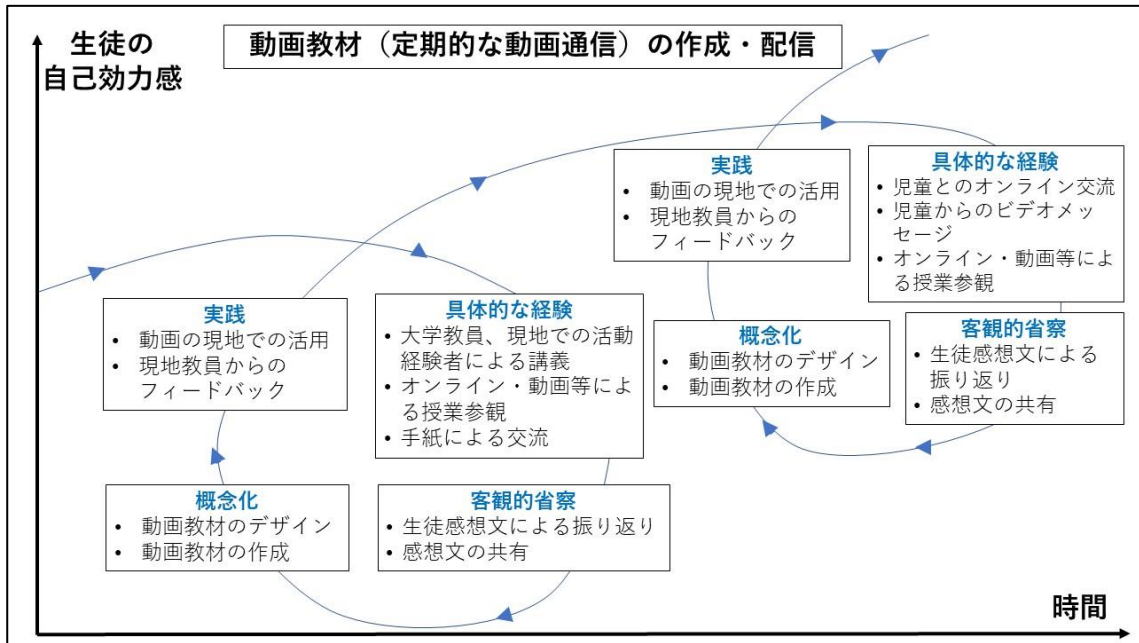 生徒の
自己効力感
動画教材（定期的な動画通信）の作成・配信
実践
• 動画の現地での活用
• 現地教員からの
フィードバック
具体的な経験
• 大学教員、現地での活動
経験者による講義
• オンライン・動画等によ
る授業参観
• 手紙による交流
概念化
• 動画教材のデザイン
• 動画教材の作成
客観的省察
• 生徒感想文による振り返り
• 感想文の共有
実践
• 動画の現地での活用
• 現地教員からの
フィードバック
具体的な経験
• 児童とのオンライン交流
• 児童からのビデオメッ
セージ
• オンライン・動画等によ
る授業参観
概念化
• 動画教材のデザイン
• 動画教材の作成
客観的省察
• 生徒感想文による
振り返り
• 感想文の共有
時間